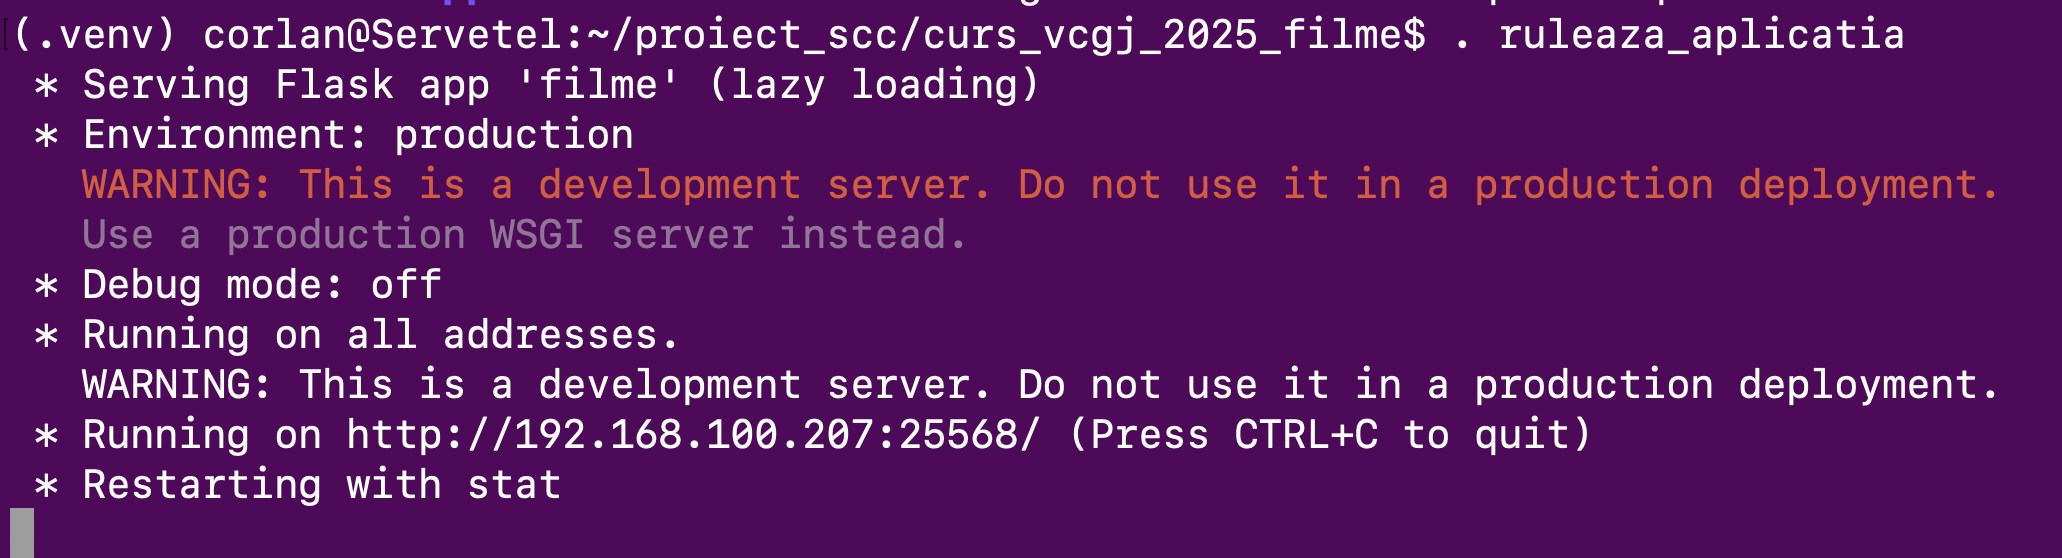 (.venv) corlan@Servetel:~/proiect_scc/curs_vcgj_2025_filme$ . ruleaza_aplicatia
* Serving Flask app 'filme' (lazy loading)
* Environment: production
WARNING: This is a development server. Do not use it in a production deployment.
Use a production WSGI server instead.
* Debug mode: off
* Running on all addresses.
WARNING: This is a development server. Do not use it in a production deployment.
* Running on http://192.168.100.207:25568/ (Press CTRL+C to quit)
* Restarting with stat